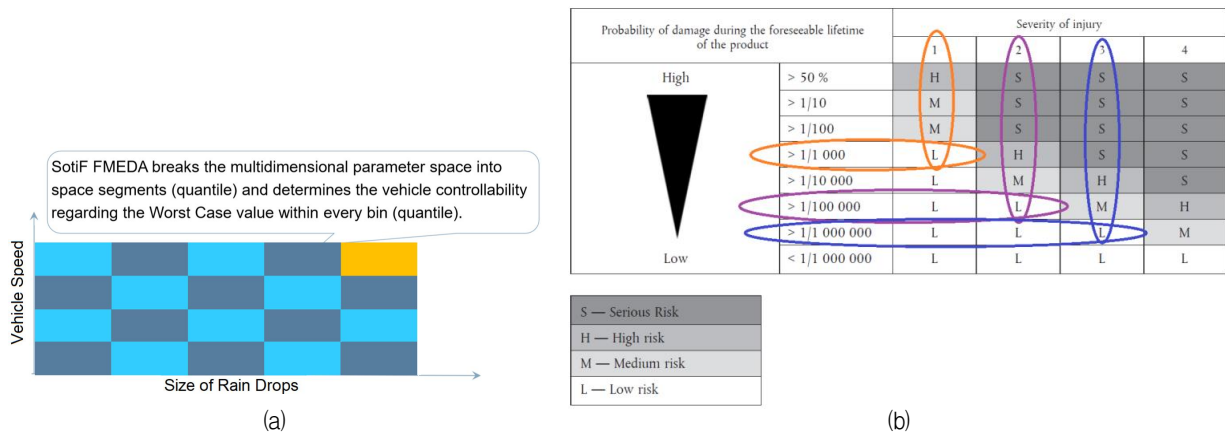 SotiF FMEDA breaks the multidimensional parameter space into
space segments (quantile) and determines the vehicle controllability
regarding the Worst Case value within every bin (quantile).
Vehicle Speed
Size of Rain Drops
(a)
Probability of damage during the foreseeable lifetime
of the product
Severity of injury
1 2 3 4
High
> 50 % H S S S
> 1/10 M S S S
> 1/100 M S S S
> 1/1 000 L H S S
> 1/10 000 L M H S
> 1/100 000 L L M H
> 1/1 000 000 L L L M
Low
< 1/1 000 000 L L L L
S — Serious Risk
H — High risk
M — Medium risk
L — Low risk
(b)